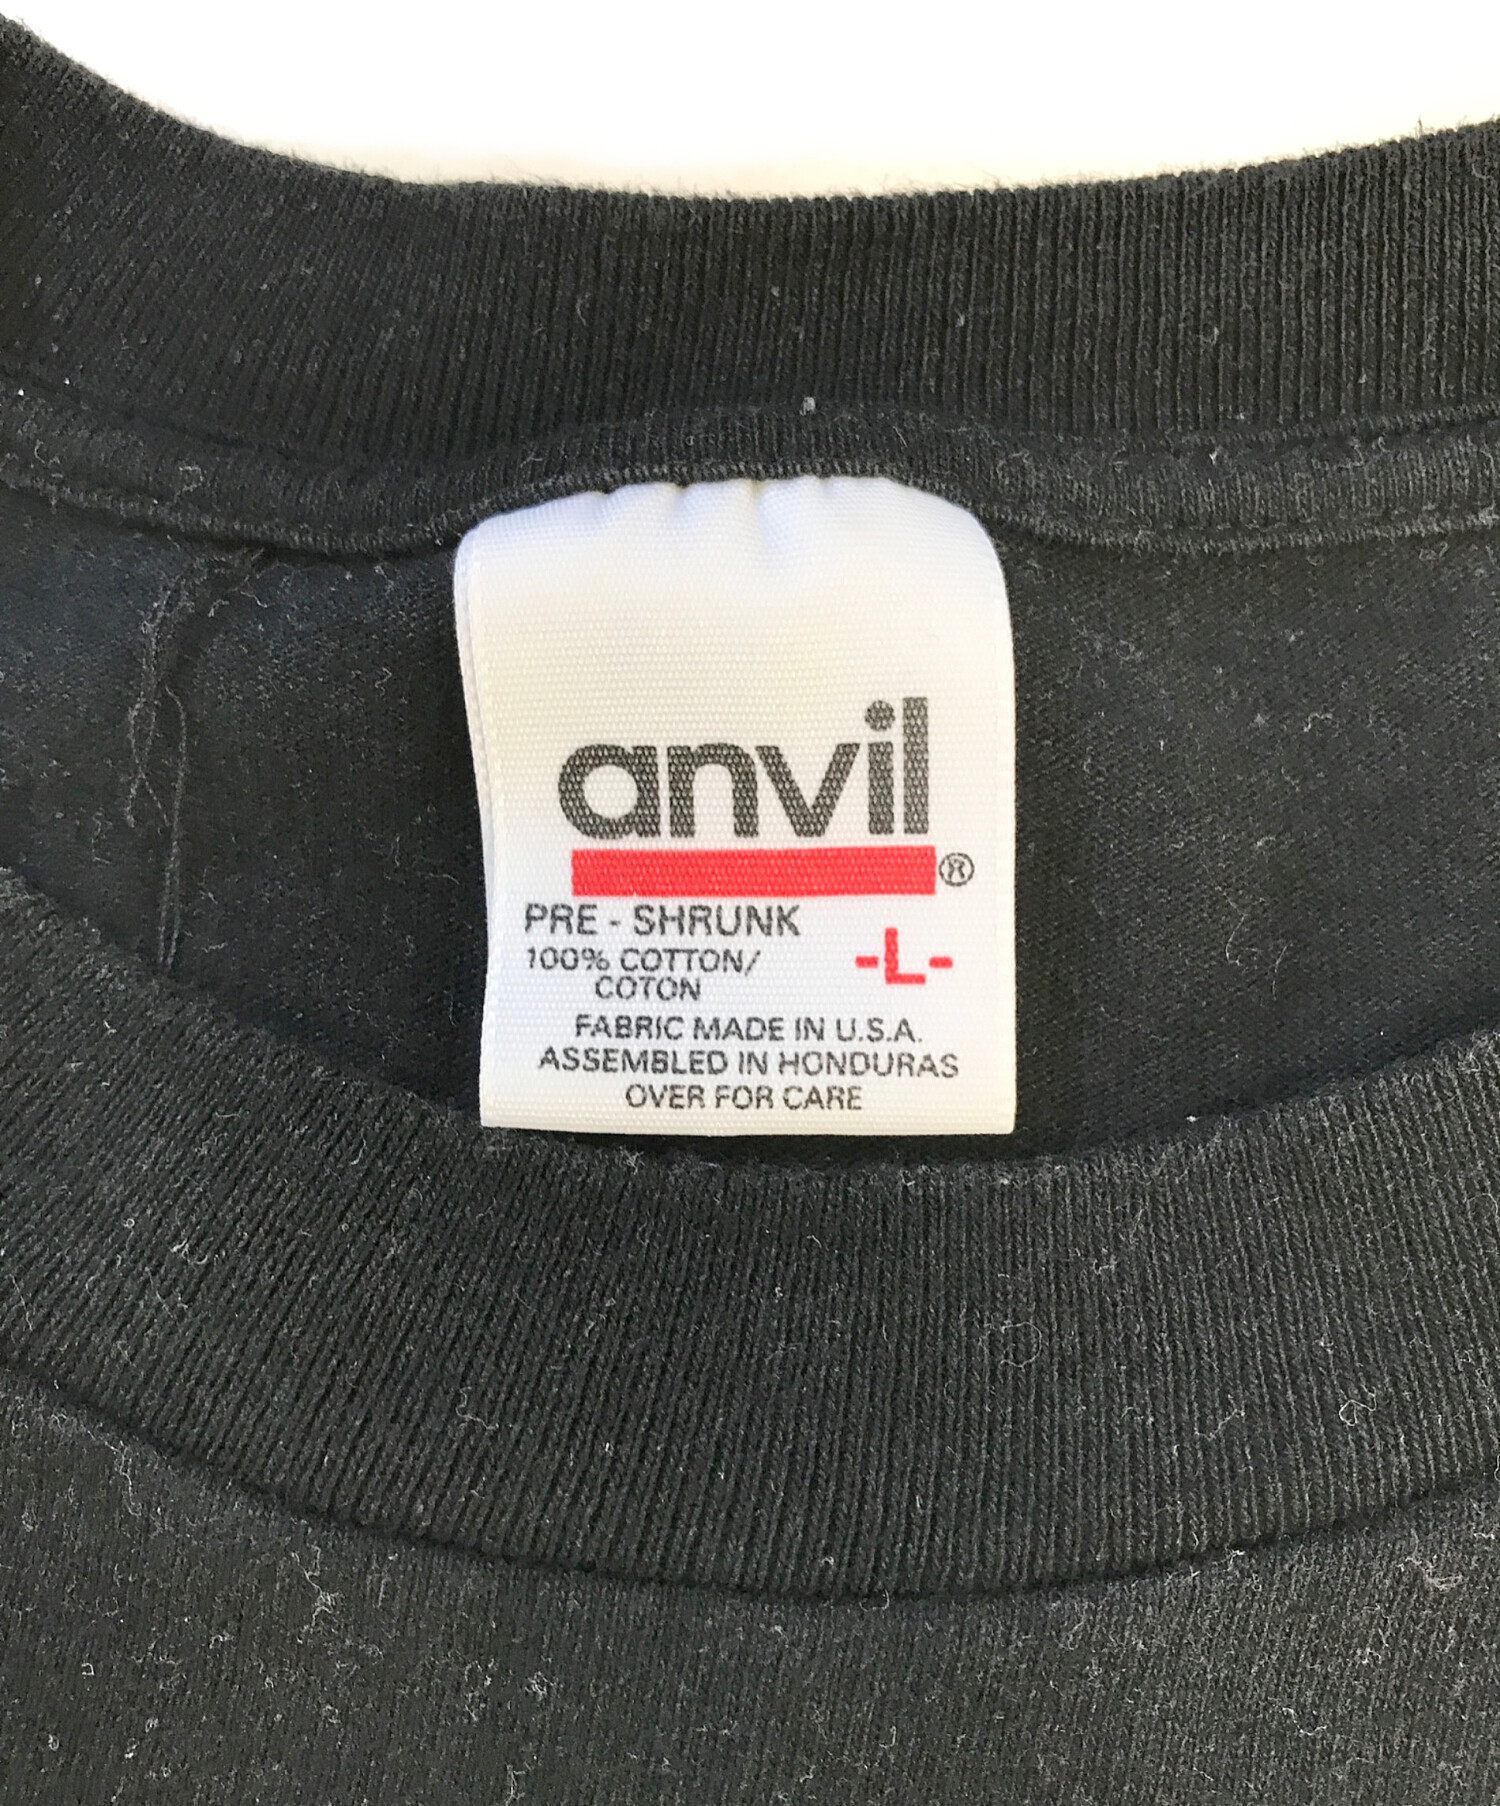 anvil®
PRE - SHRUNK
-L-
100% COTTON/
COTON
FABRIC MADE IN U.S.A.
ASSEMBLED IN HONDURAS
OVER FOR CARE